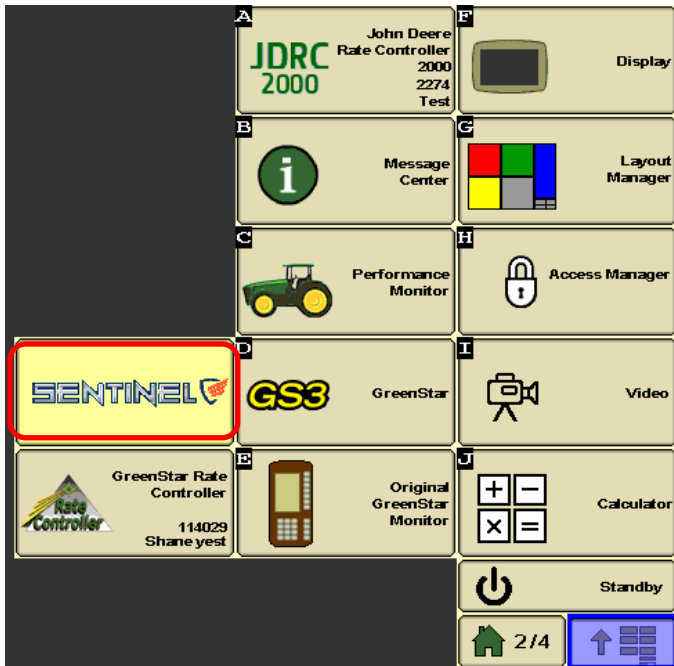 A
JDRC
2000
John Deere
Rate Controller
2000
2274
Test
F
Display
B
i
Message
Center
G
Layout
Manager
C
Performance
Monitor
H
Access Manager
SENTINEL
D
GS3
GreenStar
I
Video
Rate
Controller
GreenStar Rate
Controller
114029
Shane yest
E
Original
GreenStar
Monitor
J
+ −
× =
Calculator
Standby
2/4